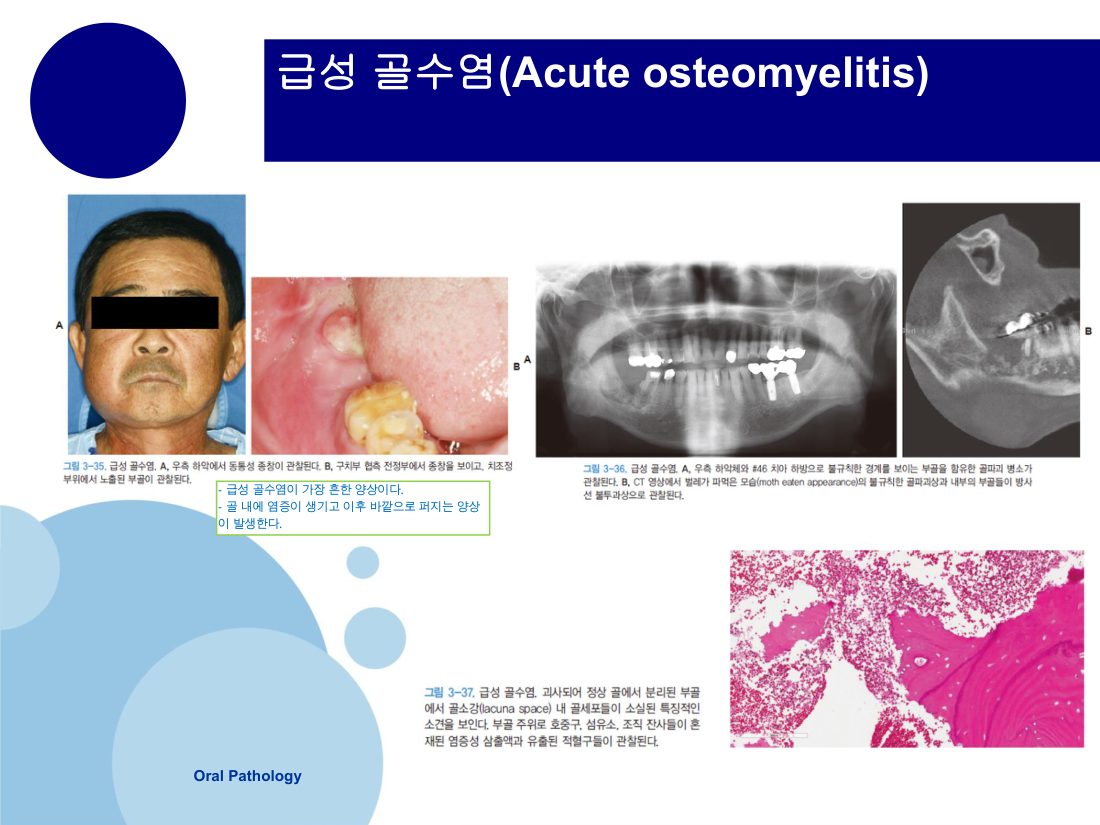 급성 골수염(Acute osteomyelitis)
A
B
A
B
그림 3-35. 급성 골수염. A, 우측 하악에서 동통성 종창이 관찰된다. B, 구치부 협측 전정부에서 종창을 보이고, 치조정
부위에서 노출된 부골이 관찰된다.
- 급성 골수염이 가장 흔한 양상이다.
- 골 내에 염증이 생기고 이후 바깥으로 퍼지는 양상
이 발생한다.
그림 3-36. 급성 골수염. A, 우측 하악체와 #46 치아 하방으로 불규칙한 경계를 보이는 부골을 함유한 골파괴 병소가
관찰된다. B, CT 영상에서 벌레가 파먹은 모습(moth eaten appearance)의 불규칙한 골파괴상과 내부의 부골들이 방사
선 불투과상으로 관찰된다.
그림 3-37. 급성 골수염. 괴사되어 정상 골에서 분리된 부골
에서 골소강(lacuna space) 내 골세포들이 소실된 특징적인
소견을 보인다. 부골 주위로 호중구, 섬유소, 조직 잔사들이 혼
재된 염증성 삼출액과 유출된 적혈구들이 관찰된다.
Oral Pathology